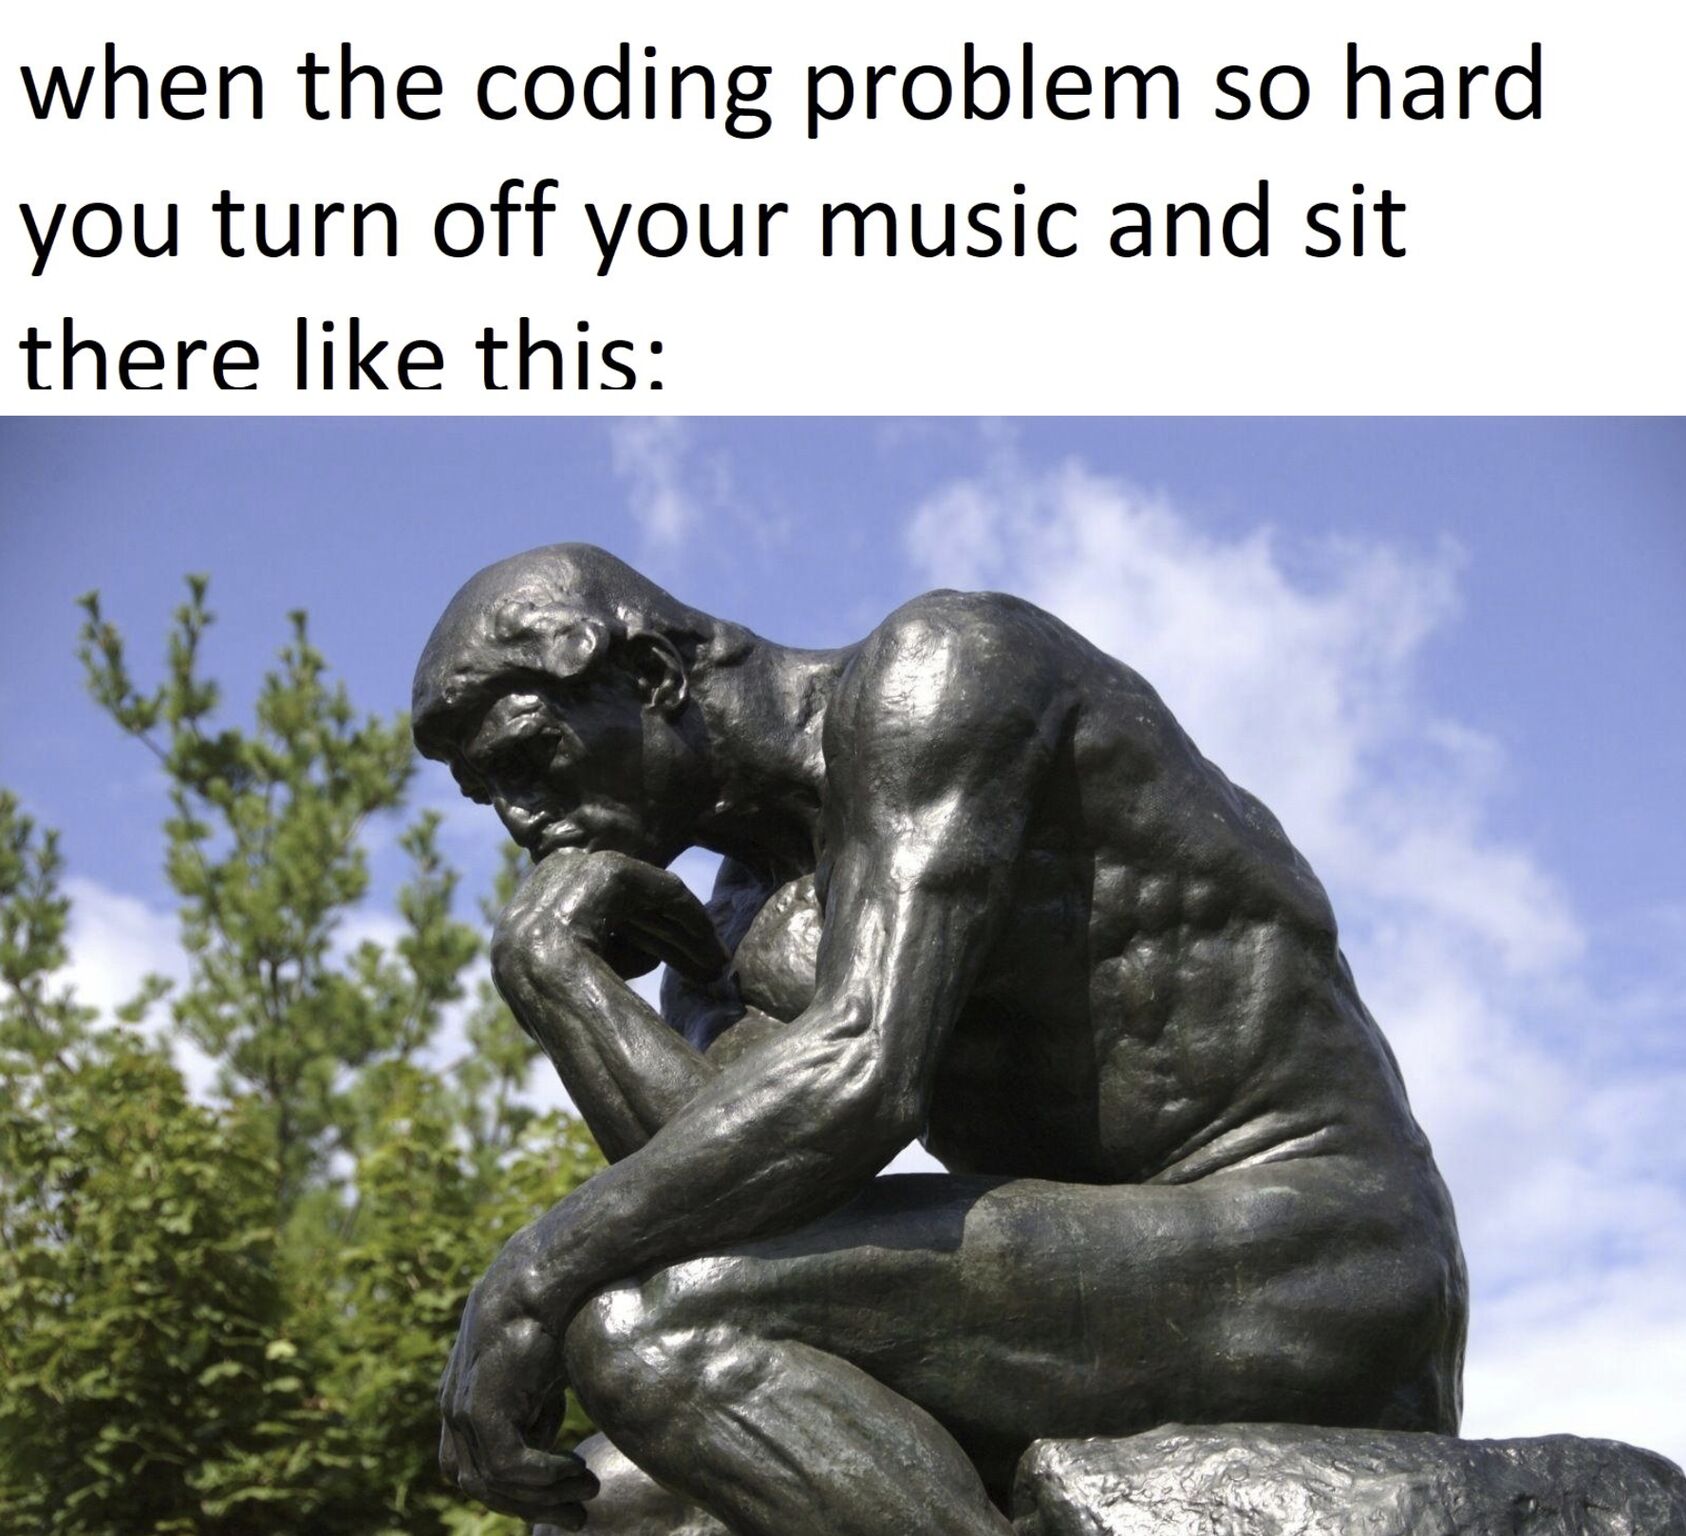 when the coding problem so hard
you turn off your music and sit
there like this: